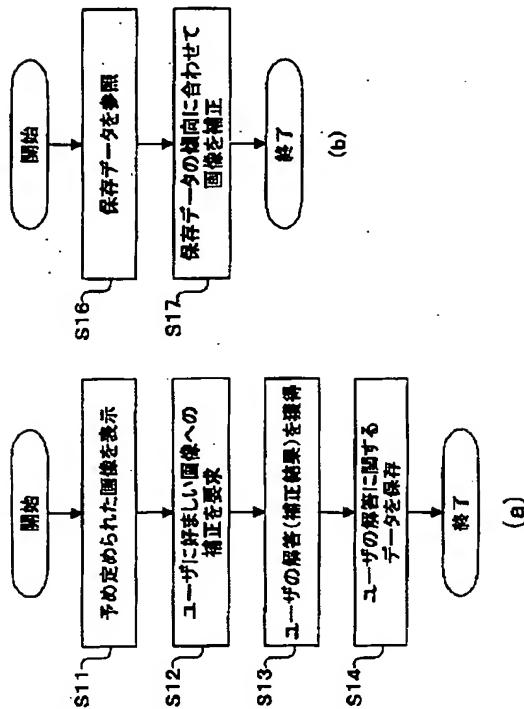 開始
S11
予め定められた画像を表示
S12
ユーザに好ましい画像への
補正を要求
S13
ユーザの解答(補正結果)を獲得
S14
ユーザの解答に関する
データを保存
終了
(a)
開始
S16
保存データを参照
S17
保存データの傾向に合わせて
画像を補正
終了
(b)